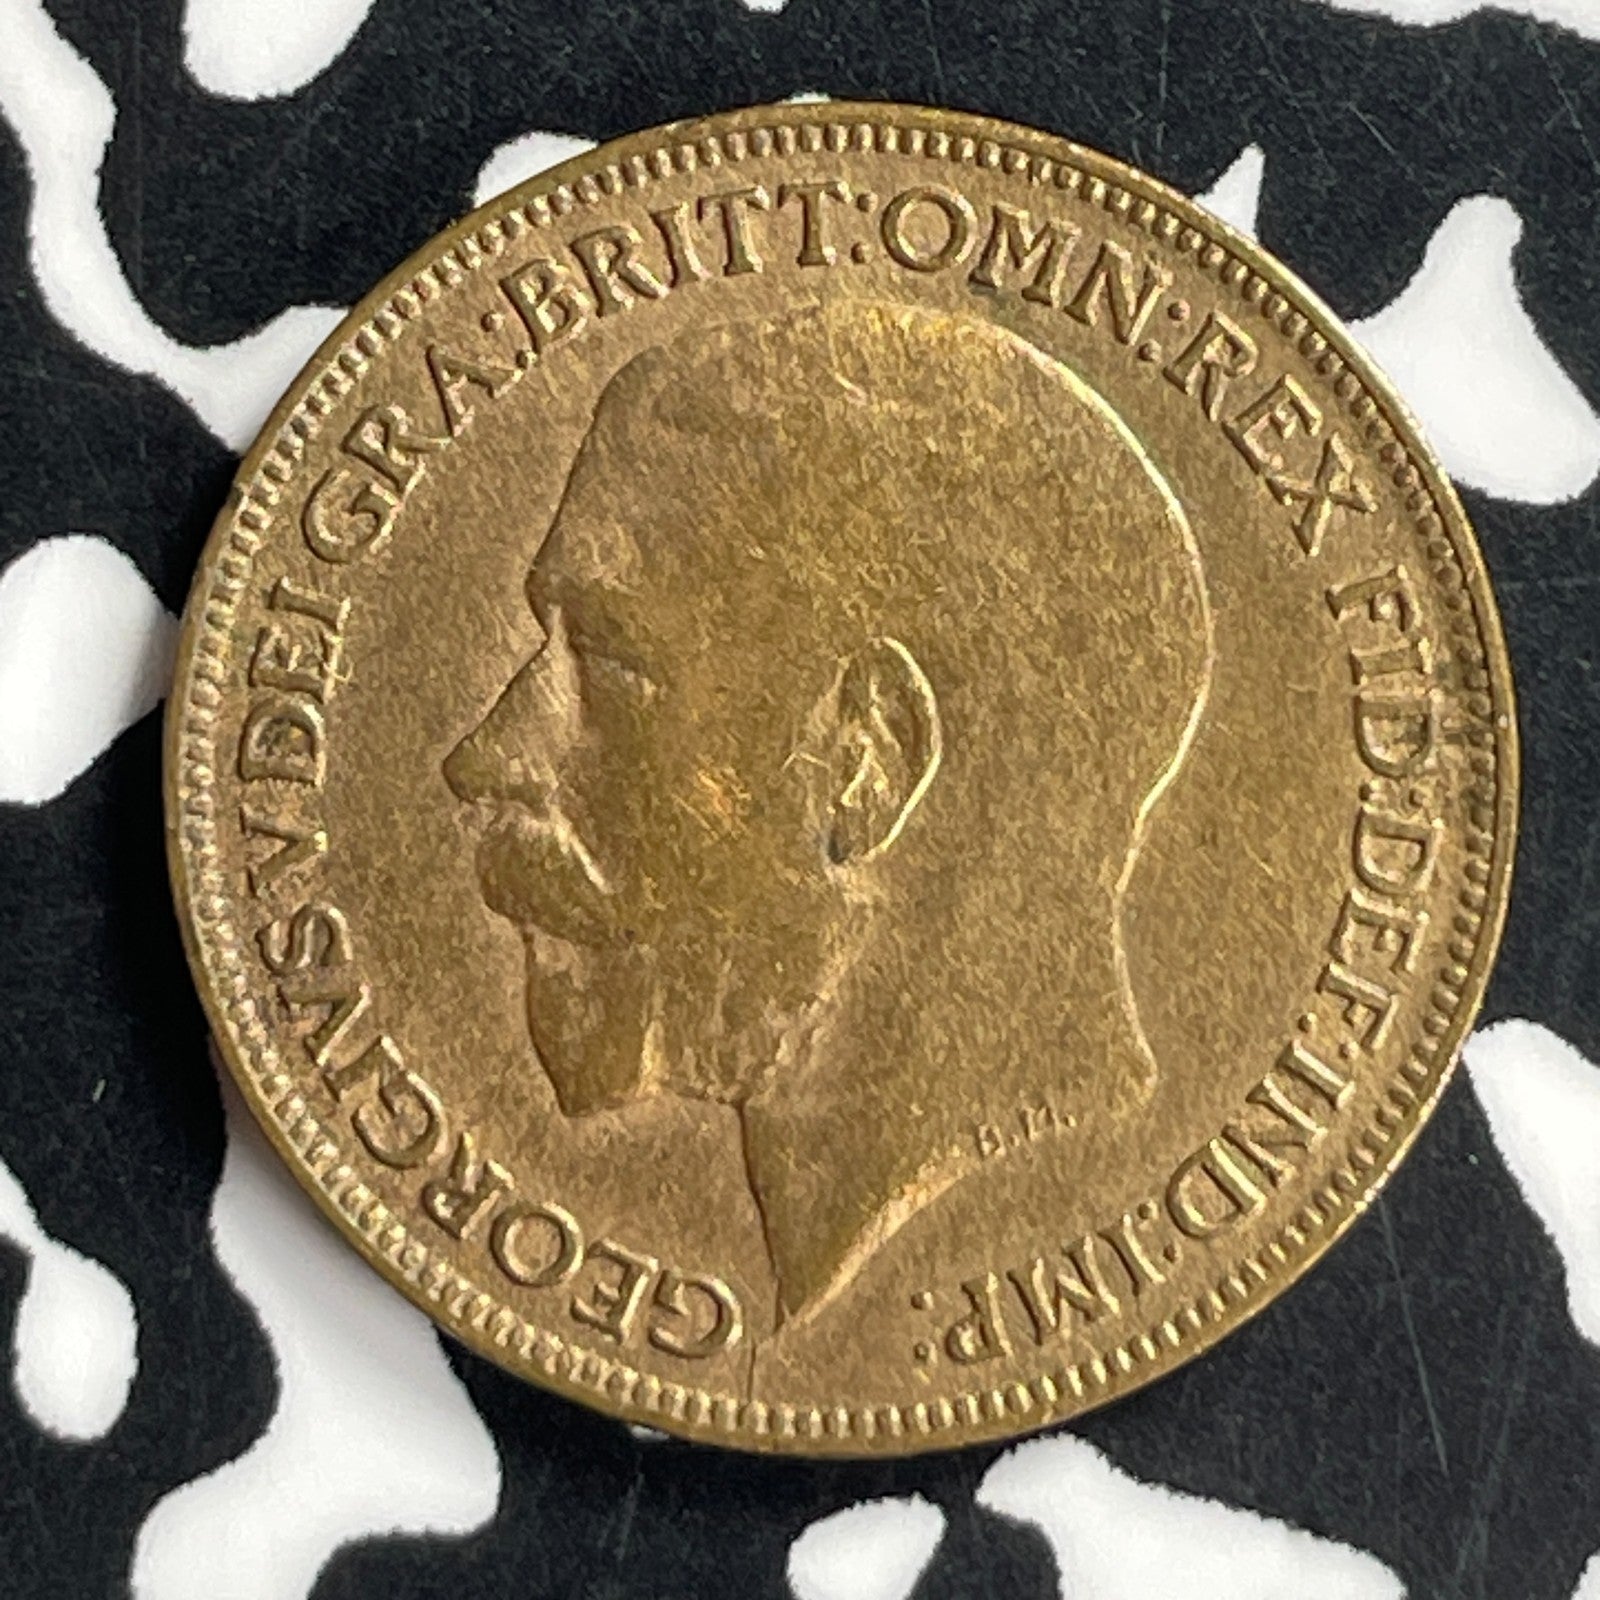 GEORGIVS V DEI GRA:BRITT:OMN:REX FID:DEF:IND:IMP:
B.M.